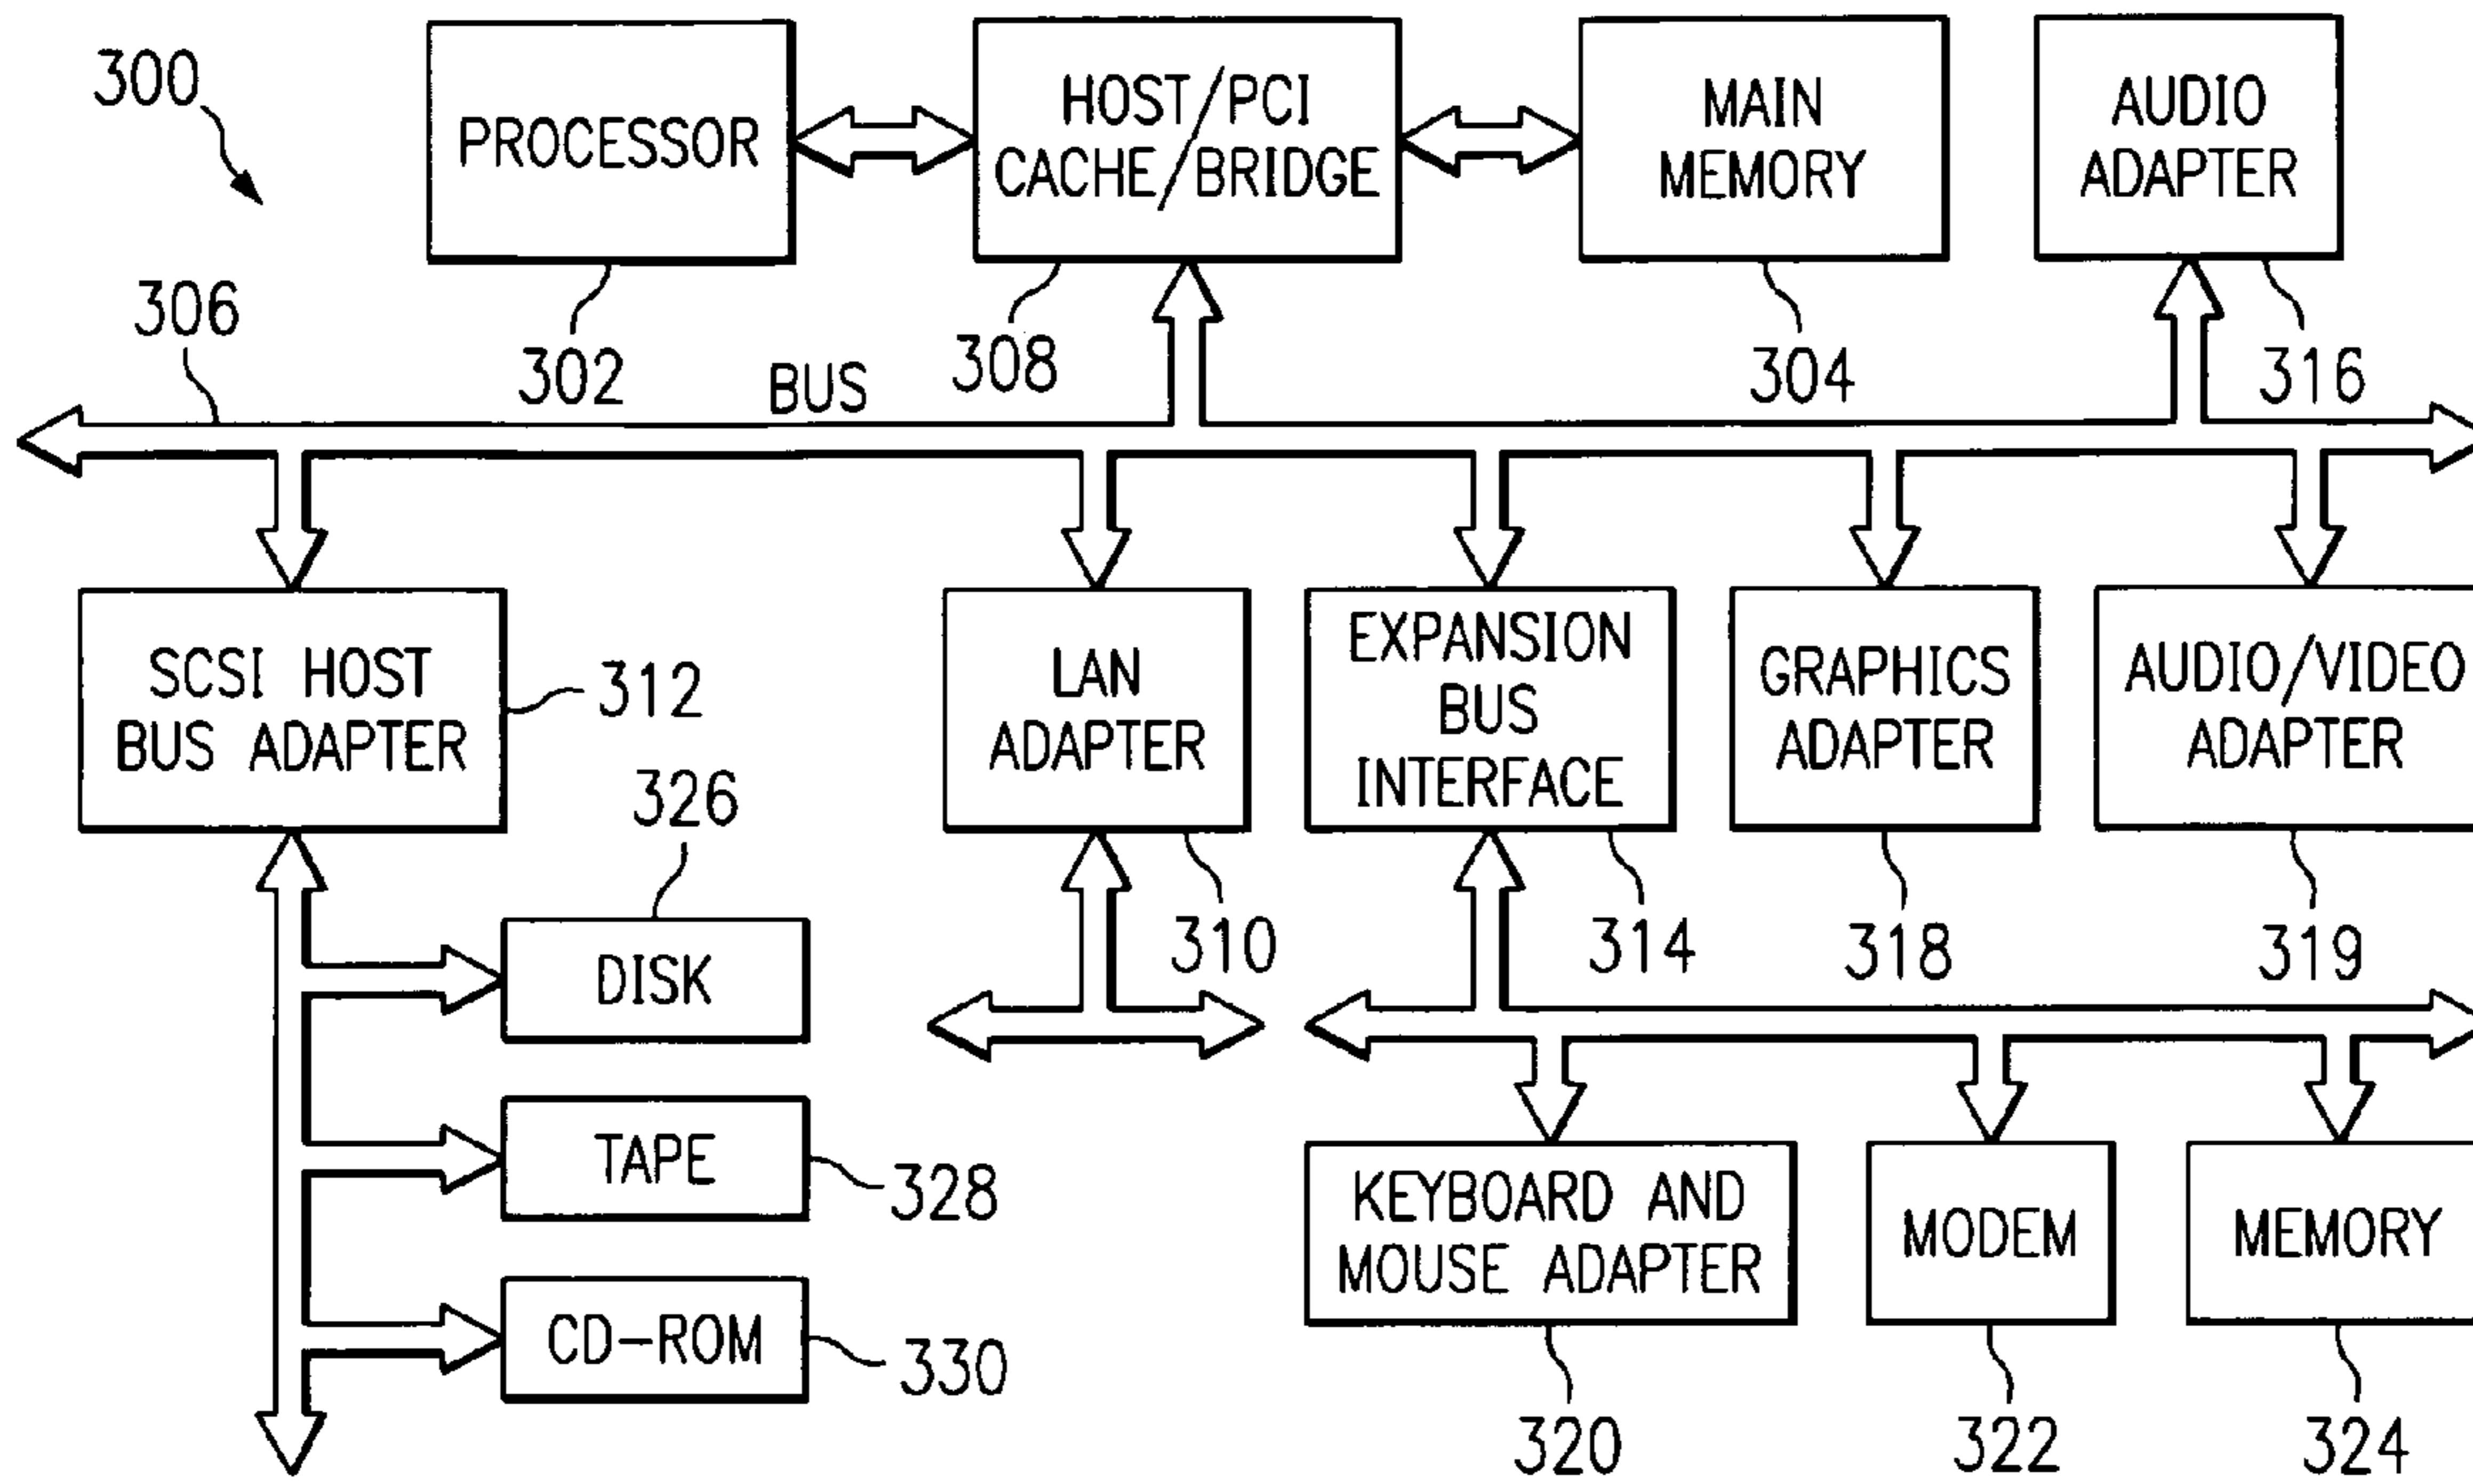 300
PROCESSOR
302
HOST/PCI
CACHE/BRIDGE
308
MAIN
MEMORY
304
AUDIO
ADAPTER
316
306
BUS
SCSI HOST
BUS ADAPTER
312
LAN
ADAPTER
310
EXPANSION
BUS
INTERFACE
314
GRAPHICS
ADAPTER
318
AUDIO/VIDEO
ADAPTER
319
326
DISK
TAPE
328
CD-ROM
330
KEYBOARD AND
MOUSE ADAPTER
320
MODEM
322
MEMORY
324